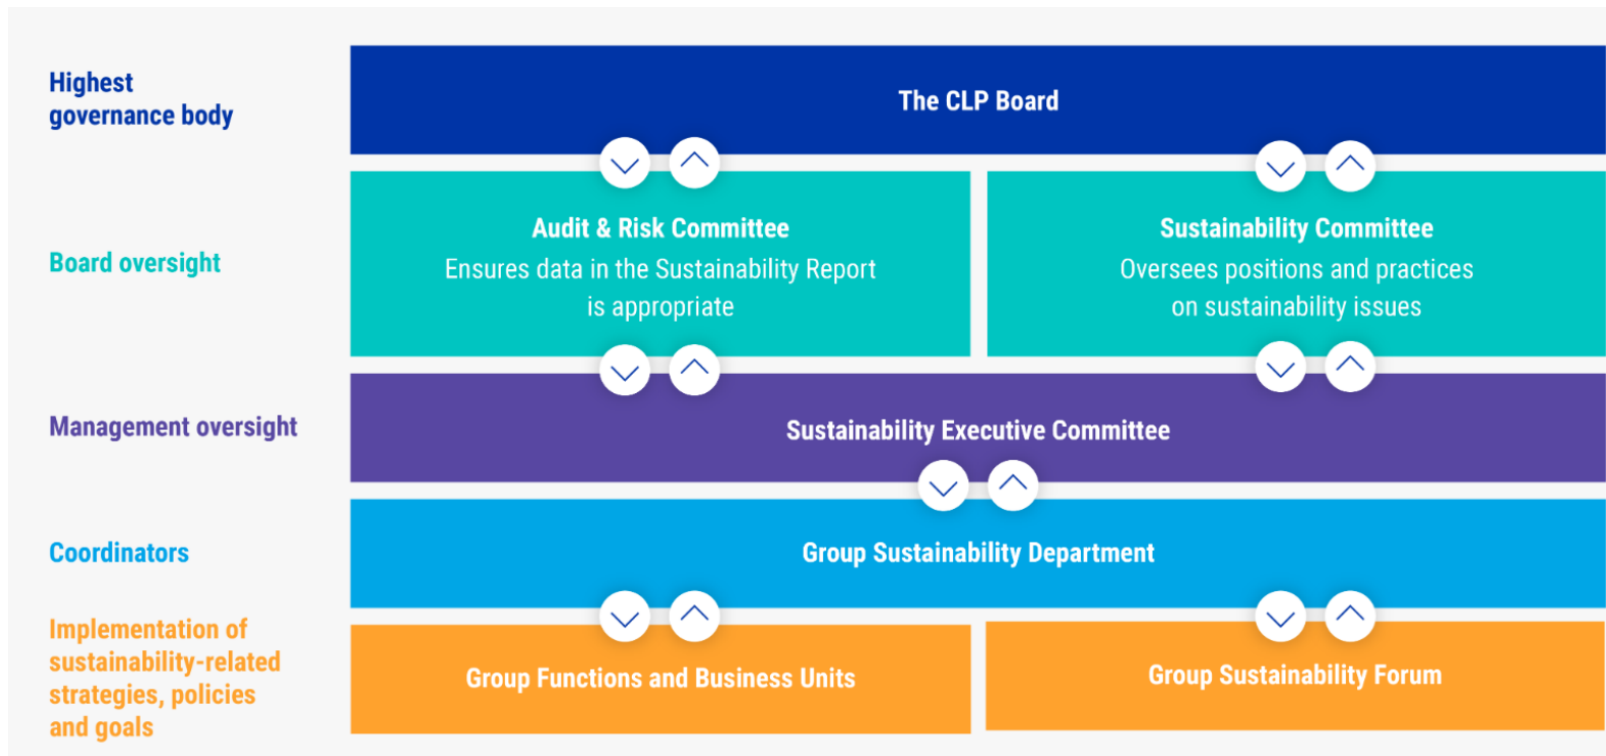 Highest
governance body
The CLP Board
Board oversight
Audit & Risk Committee
Ensures data in the Sustainability Report
is appropriate
Sustainability Committee
Oversees positions and practices
on sustainability issues
Management oversight
Sustainability Executive Committee
Coordinators
Group Sustainability Department
Implementation of
sustainability-related
strategies, policies
and goals
Group Functions and Business Units
Group Sustainability Forum